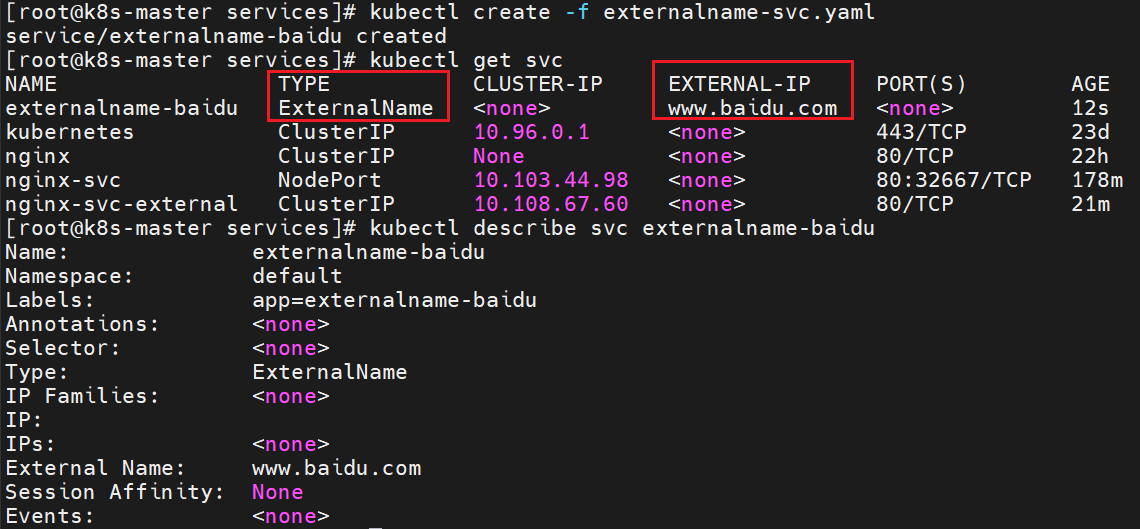 [root@k8s-master services]# kubectl create -f externalname-svc.yaml
service/externalname-baidu created
[root@k8s-master services]# kubectl get svc
NAME                  TYPE           CLUSTER-IP     EXTERNAL-IP     PORT(S)        AGE
externalname-baidu    ExternalName   <none>         www.baidu.com   <none>         12s
kubernetes            ClusterIP      10.96.0.1      <none>          443/TCP        23d
nginx                 ClusterIP      None           <none>          80/TCP         22h
nginx-svc             NodePort       10.103.44.98   <none>          80:32667/TCP   178m
nginx-svc-external    ClusterIP      10.108.67.60   <none>          80/TCP         21m
[root@k8s-master services]# kubectl describe svc externalname-baidu
Name:              externalname-baidu
Namespace:         default
Labels:            app=externalname-baidu
Annotations:       <none>
Selector:          <none>
Type:              ExternalName
IP Families:       <none>
IP:
IPs:               <none>
External Name:     www.baidu.com
Session Affinity:  None
Events:            <none>